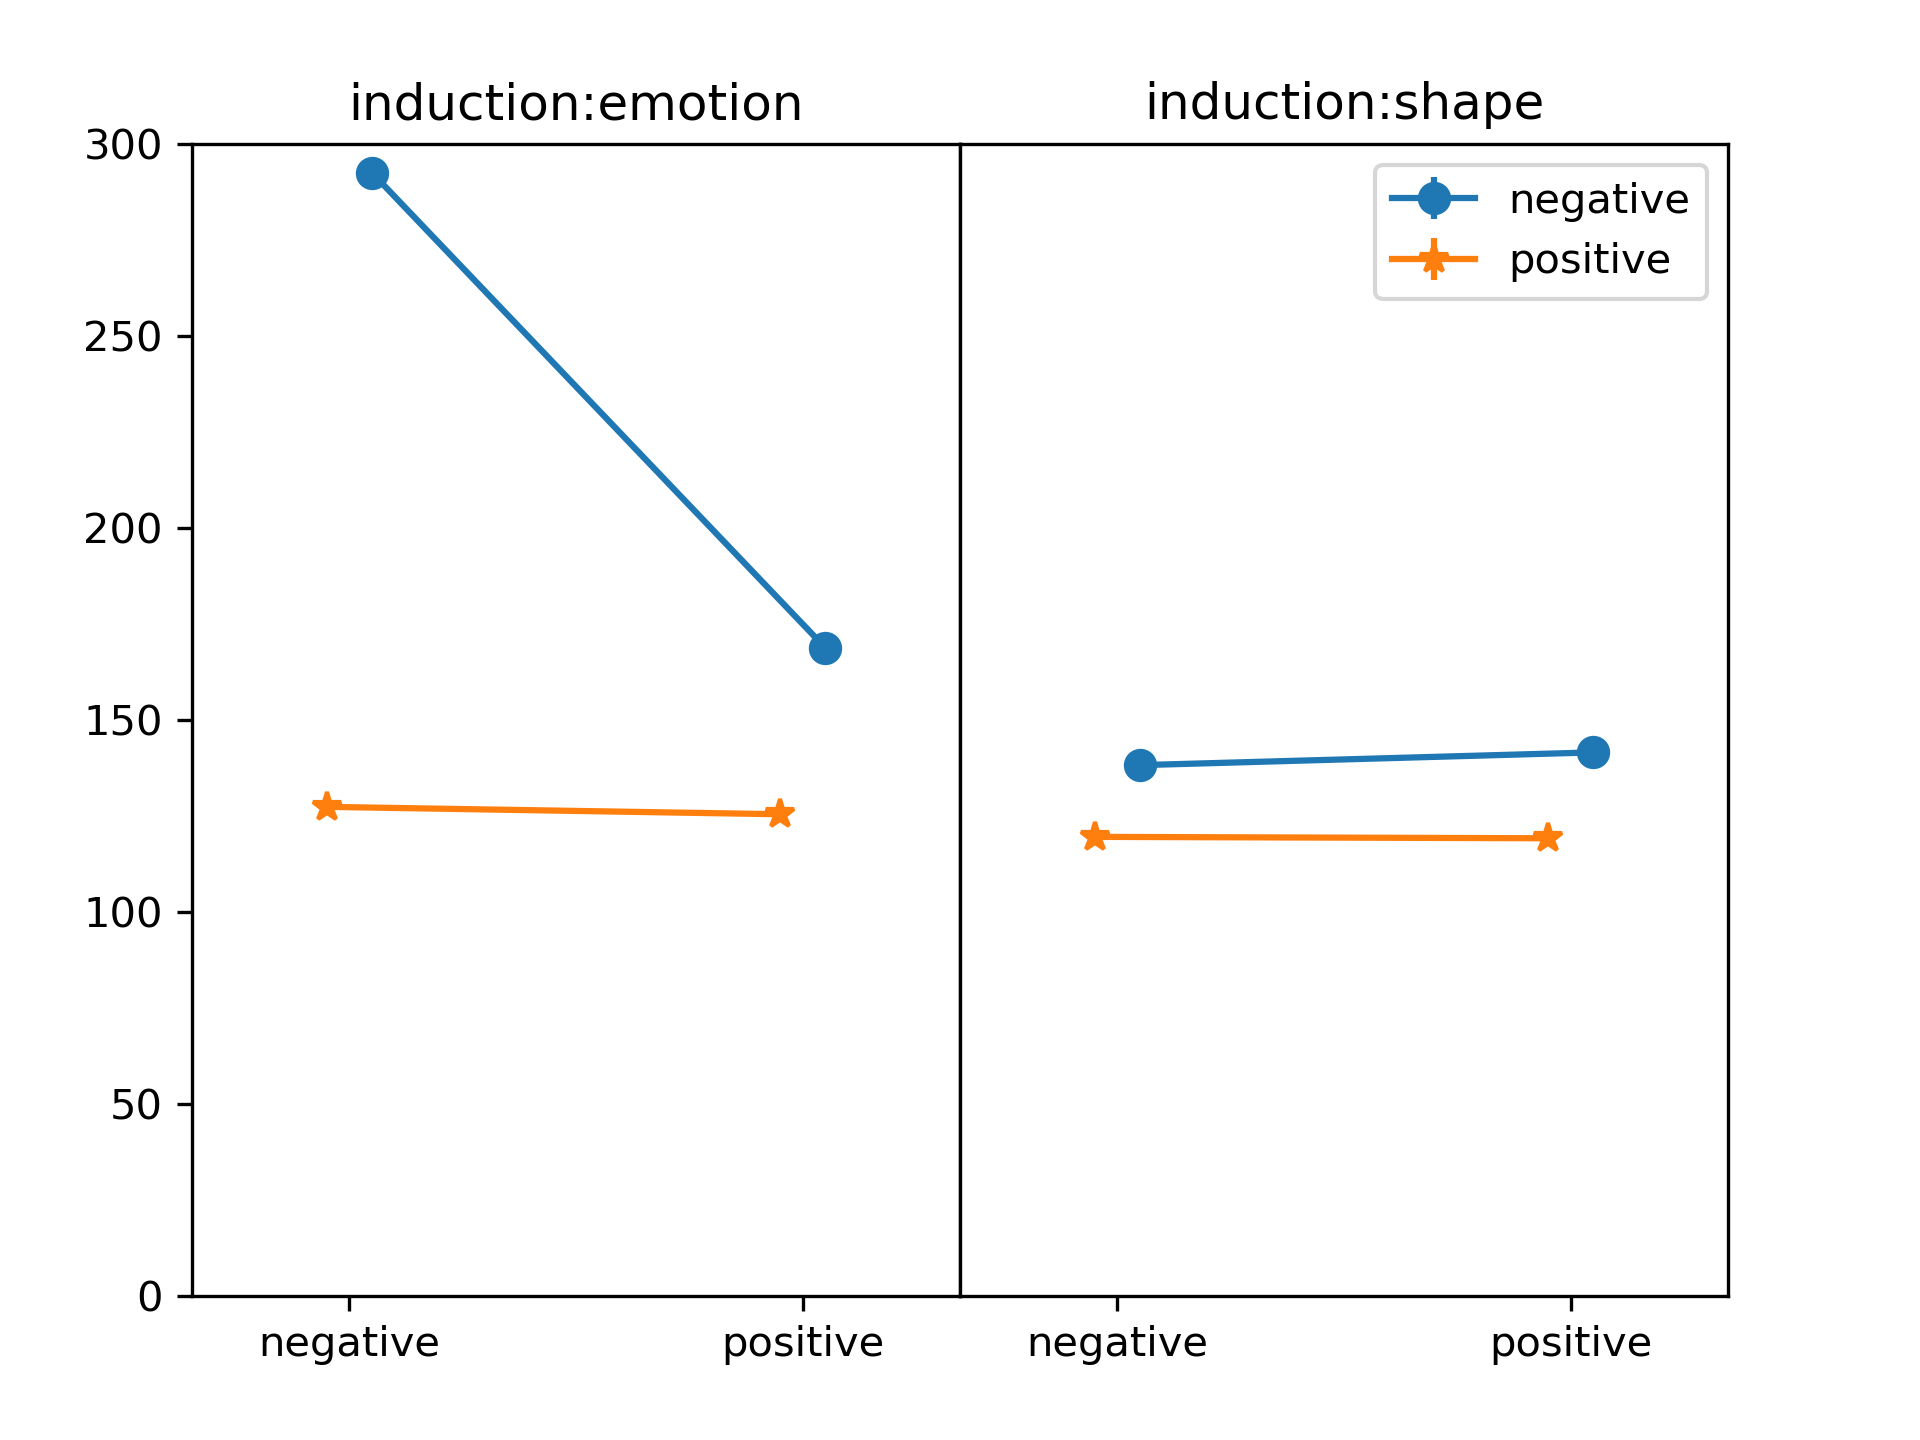 induction:emotion
induction:shape
300
250
200
150
100
50
0
negative
positive
negative
positive
negative
positive